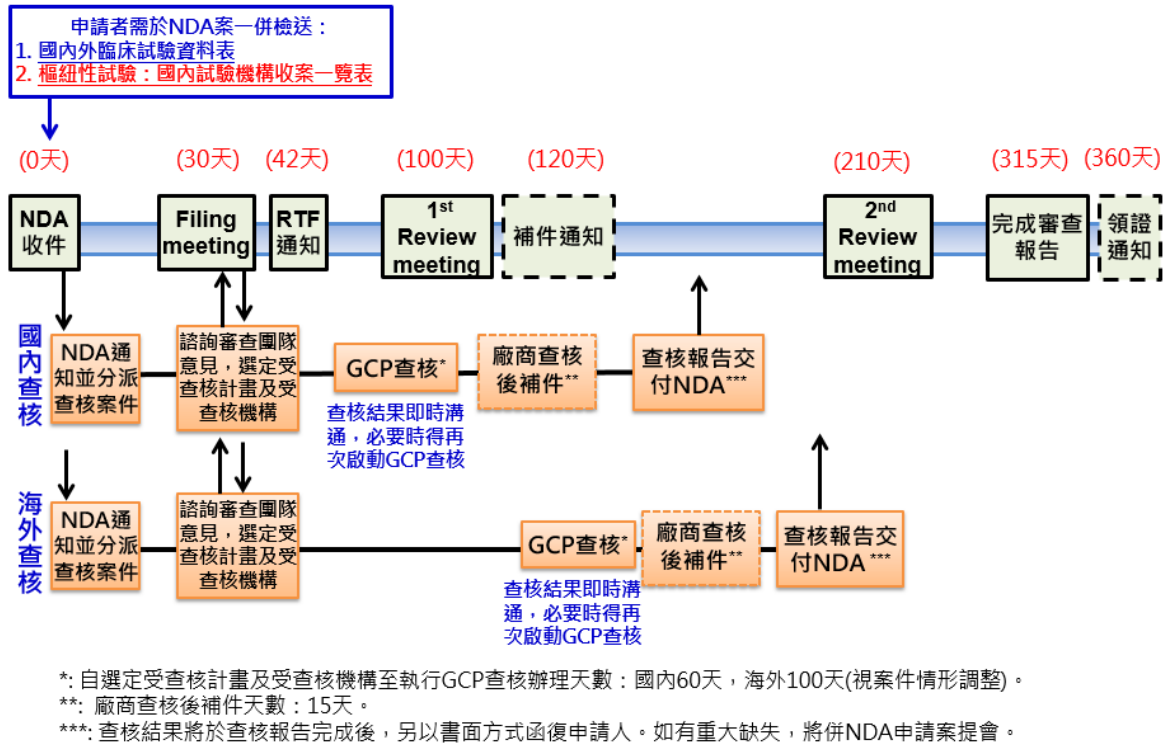 申請者需於NDA案一併檢送：
1. 國內外臨床試驗資料表
2. 樞紐性試驗：國內試驗機構收案一覽表
(0天)
(30天)
(42天)
(100天)
(120天)
(210天)
(315天)
(360天)
NDA
收件
Filing
meeting
RTF
通知
1st
Review
meeting
補件通知
2nd
Review
meeting
完成審查
報告
領證
通知
國內查核
NDA通
知並分派
查核案件
諮詢審查團隊
意見，選定受
查核計畫及受
查核機構
GCP查核*
查核結果即時溝
通，必要時得再
次啟動GCP查核
廠商查核
後補件**
查核報告交
付NDA***
海外查核
NDA通
知並分派
查核案件
諮詢審查團隊
意見，選定受
查核計畫及受
查核機構
GCP查核*
查核結果即時溝
通，必要時得再
次啟動GCP查核
廠商查核
後補件**
查核報告交
付NDA ***
*: 自選定受查核計畫及受查核機構至執行GCP查核辦理天數：國內60天，海外100天(視案件情形調整)。
**: 廠商查核後補件天數：15天。
***: 查核結果將於查核報告完成後，另以書面方式函復申請人。如有重大缺失，將併NDA申請案提會。